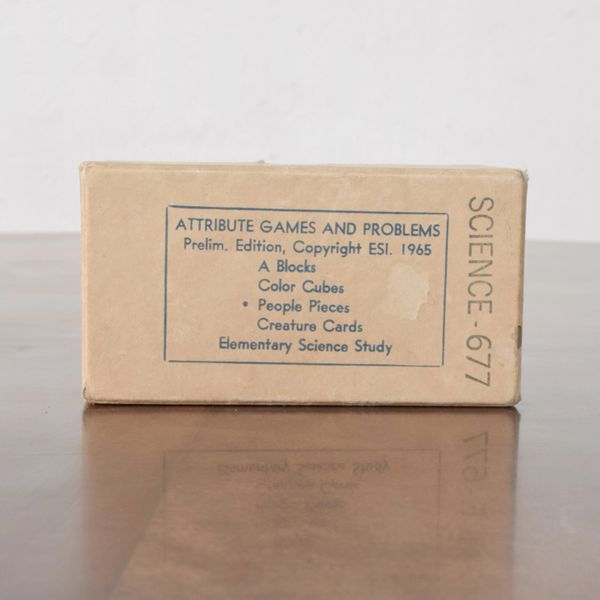 ATTRIBUTE GAMES AND PROBLEMS
Prelim. Edition, Copyright ESI. 1965
A Blocks
Color Cubes
• People Pieces
Creature Cards
Elementary Science Study
SCIENCE-677